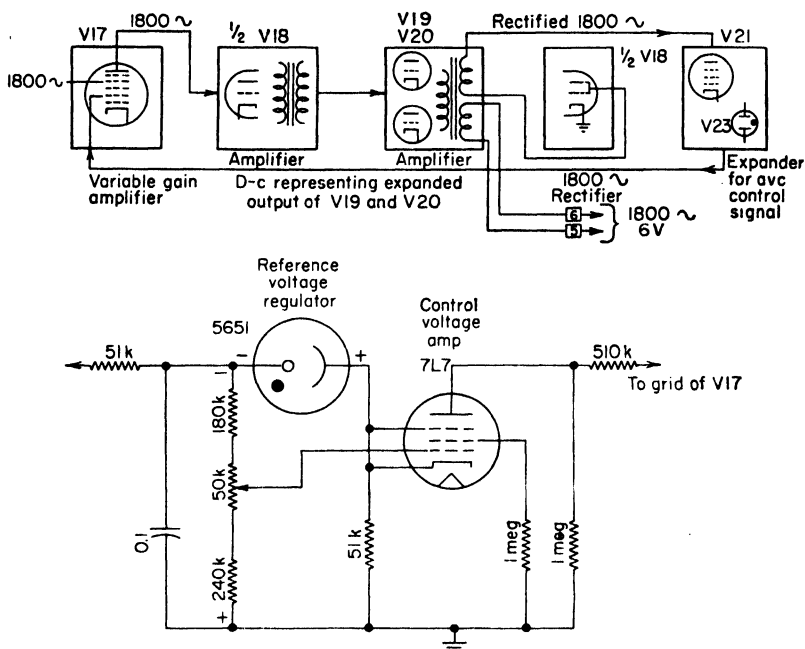 V17
1800 ~
1/2 V18
V19
V20
Rectified 1800 ~
V21
1/2 V18
1800 ~
V23
Variable gain
amplifier
Amplifier
Amplifier
D-c representing expanded
output of V19 and V20
1800 ~
Rectifier
Expander
for avc
control
signal
6
5
1800 ~
6V
Reference
voltage
regulator
5651
Control
voltage
amp
7L7
51k
-
+
510k
To grid of V17
-
180k
50k
240k
0.1
51k
1 meg
1 meg
+